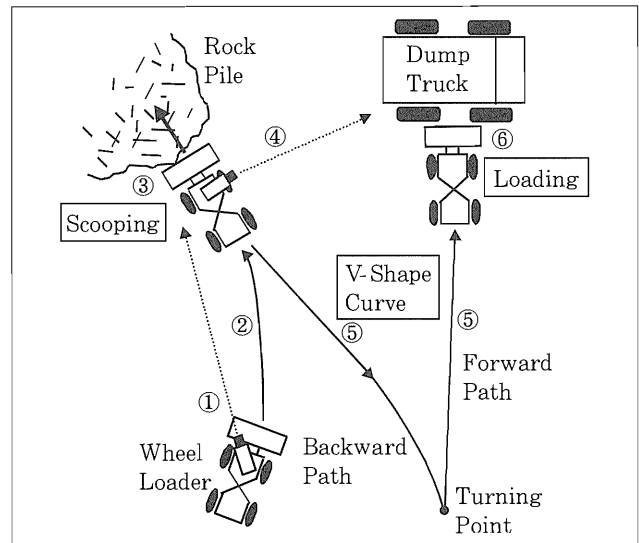 Rock
Pile
Dump
Truck
④
⑥
③
Loading
Scooping
V-Shape
Curve
②
⑤
⑤
Forward
Path
①
Wheel
Loader
Backward
Path
Turning
Point